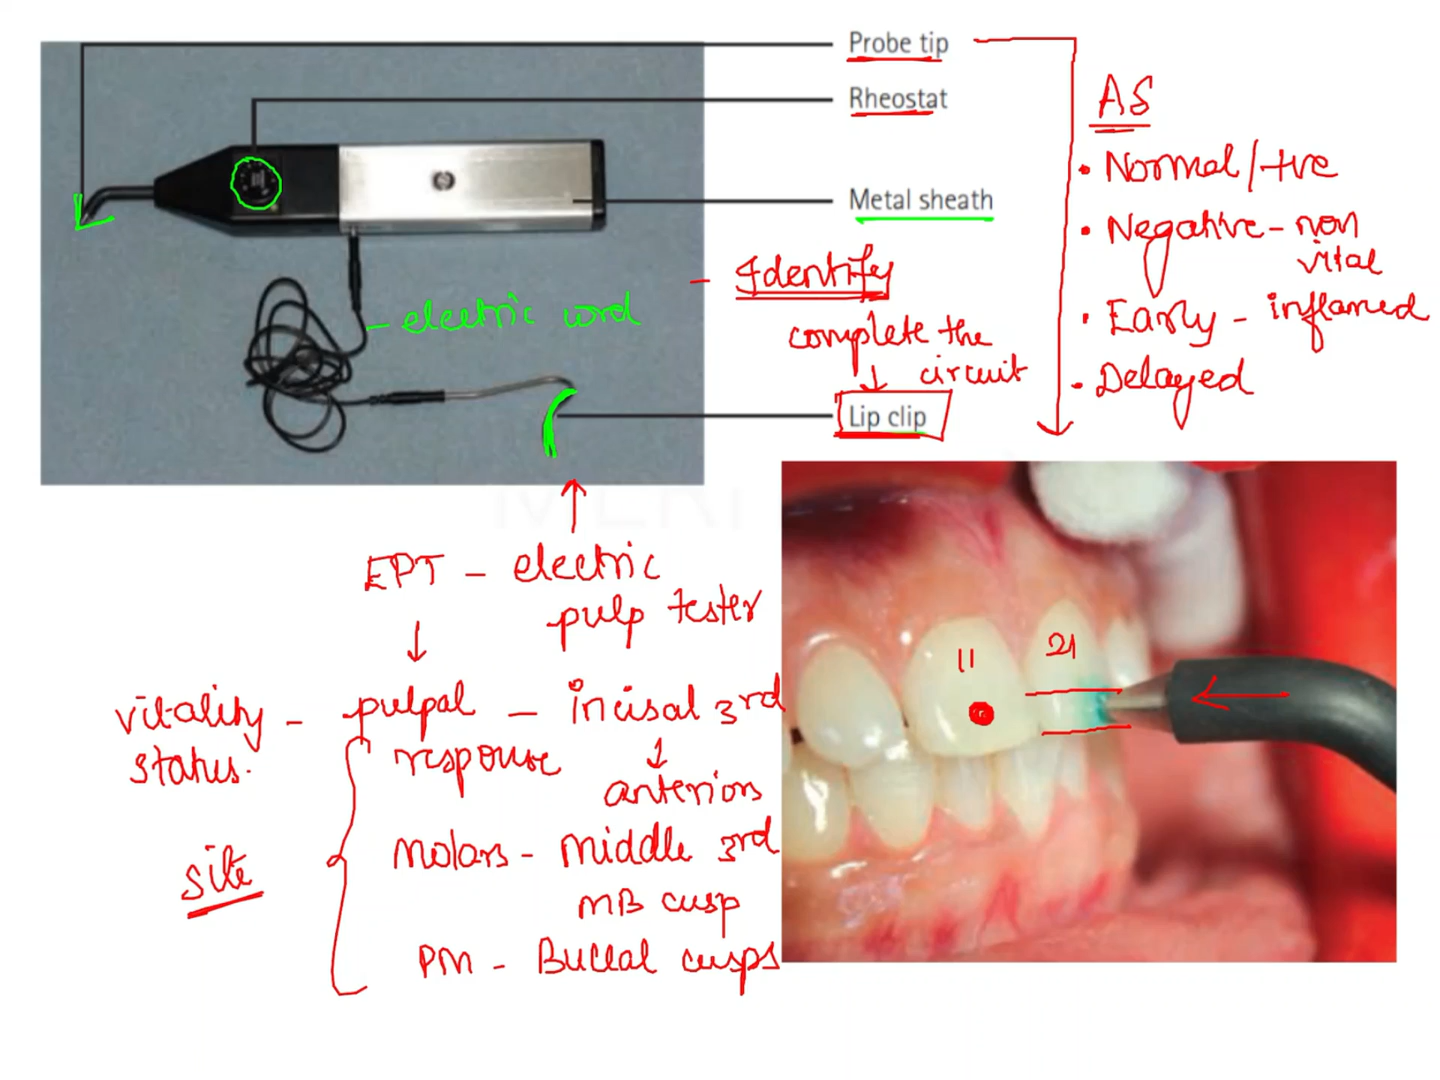 Probe tip
Rheostat
Metal sheath
Lip clip
AS
• Normal/+ve
• Negative - non vital
• Early - inflamed
• Delayed
- Identify
complete the circuit
- electric cord
EPT - electric pulp tester
vitality status. - pulpal response - incisal 3rd
anteriors
site
Molars - Middle 3rd
MB cusp
PM - Buccal cusps
11
21